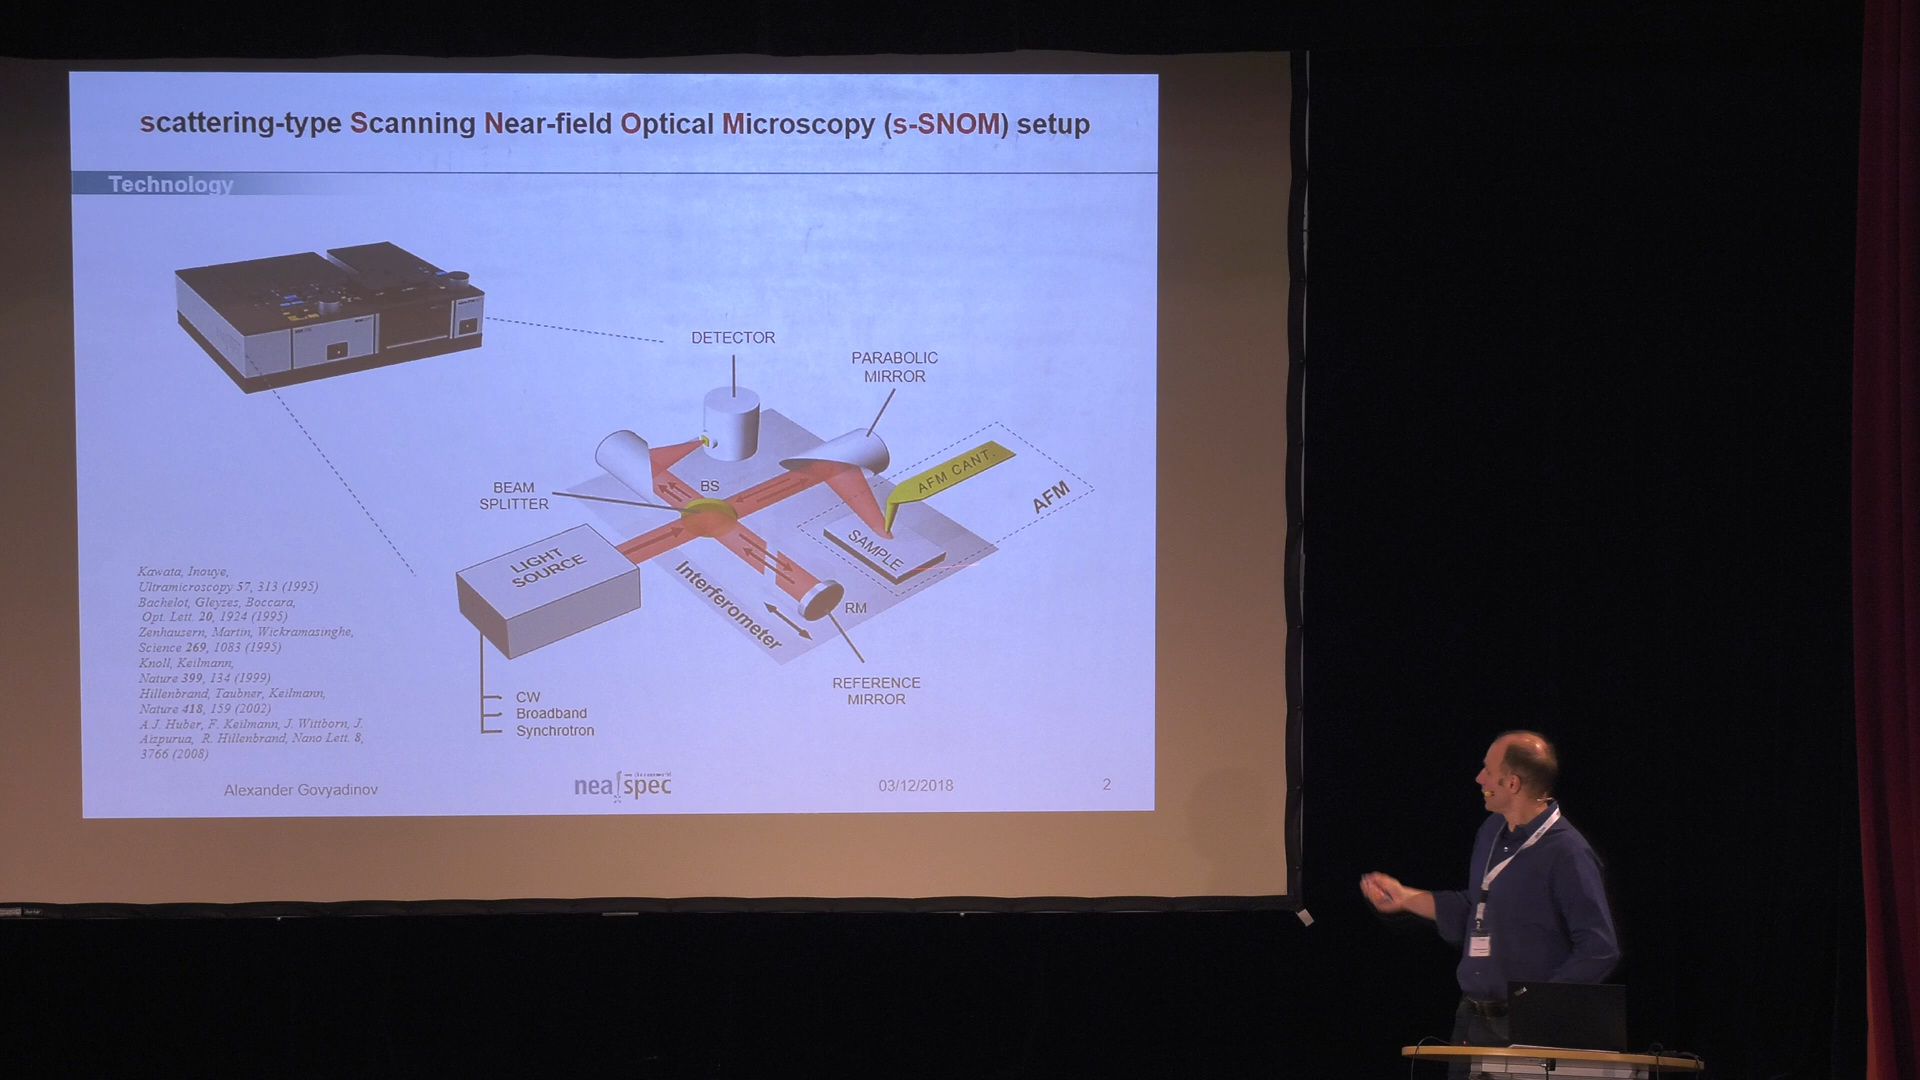 scattering-type Scanning Near-field Optical Microscopy (s-SNOM) setup
Technology
DETECTOR
PARABOLIC
MIRROR
BS
BEAM
SPLITTER
AFM CANT.
AFM
SAMPLE
LIGHT
SOURCE
Interferometer
RM
REFERENCE
MIRROR
CW
Broadband
Synchrotron
Kawata, Inouye,
Ultramicroscopy 57, 313 (1995)
Bachelot, Gleyzes, Boccara,
Opt. Lett. 20, 1924 (1995)
Zenhausern, Martin, Wickramasinghe,
Science 269, 1083 (1995)
Knoll, Keilmann,
Nature 399, 134 (1999)
Hillenbrand, Taubner, Keilmann,
Nature 418, 159 (2002)
A.J. Huber, F. Keilmann, J. Wittborn, J.
Aizpurua, R. Hillenbrand, Nano Lett. 8,
3766 (2008)
Alexander Govyadinov
neaspec
03/12/2018
2